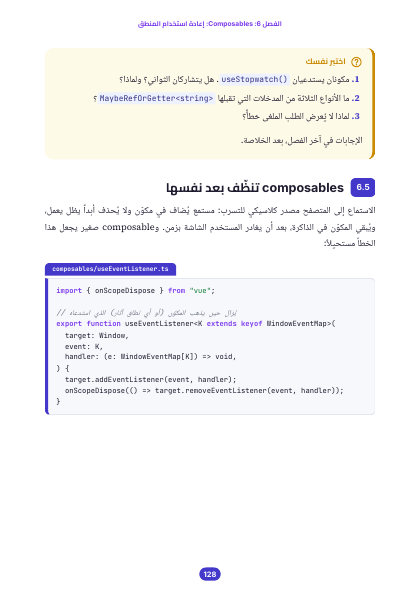 الفصل 6: Composables: إعادة استخدام المنطق
اختبر نفسك
1. مكونان يستدعيان useStopwatch(). هل يتشاركان الثواني؟ ولماذا؟
2. ما الأنواع الثلاثة من المدخلات التي تقبلها MaybeRefOrGetter<string>؟
3. لماذا لا يُعرض الطلب الملغى خطأً؟
الإجابات في آخر الفصل، بعد الخلاصة.
6.5 composables تنظّف بعد نفسها
الاستماع إلى المتصفح مصدر كلاسيكي للتسرب: مستمع يُضاف في مكوّن ولا يُحذف أبداً يظل يعمل،
ويُبقي المكوّن في الذاكرة، بعد أن يغادر المستخدم الشاشة بزمن. وcomposable صغير يجعل هذا
الخطأ مستحيلاً:
composables/useEventListener.ts
import { onScopeDispose } from "vue";
// يُزال حين يذهب المكوّن (أو أي نطاق آثار) الذي استدعاه
export function useEventListener<K extends keyof WindowEventMap>(
  target: Window,
  event: K,
  handler: (e: WindowEventMap[K]) => void,
) {
  target.addEventListener(event, handler);
  onScopeDispose(() => target.removeEventListener(event, handler));
}
128